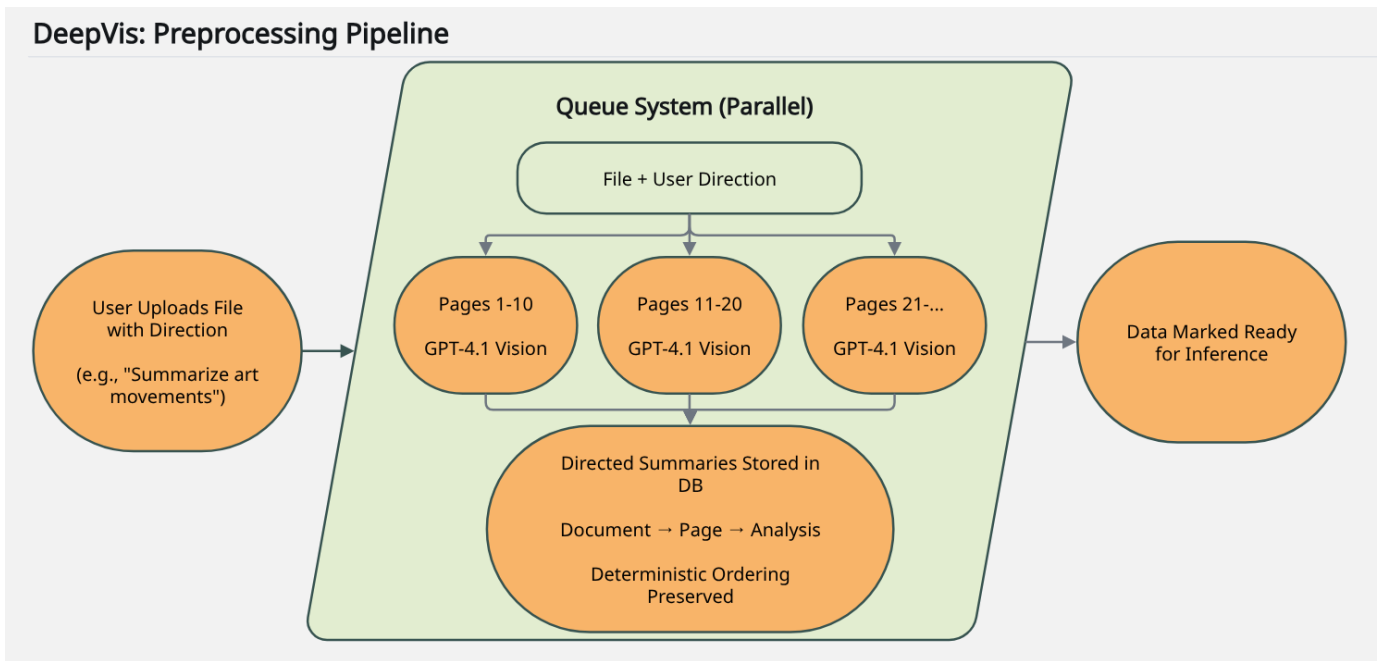 DeepVis: Preprocessing Pipeline
Queue System (Parallel)
File + User Direction
User Uploads File
with Direction
(e.g., "Summarize art
movements")
Pages 1-10
GPT-4.1 Vision
Pages 11-20
GPT-4.1 Vision
Pages 21-...
GPT-4.1 Vision
Directed Summaries Stored in
DB
Document → Page → Analysis
Deterministic Ordering
Preserved
Data Marked Ready
for Inference